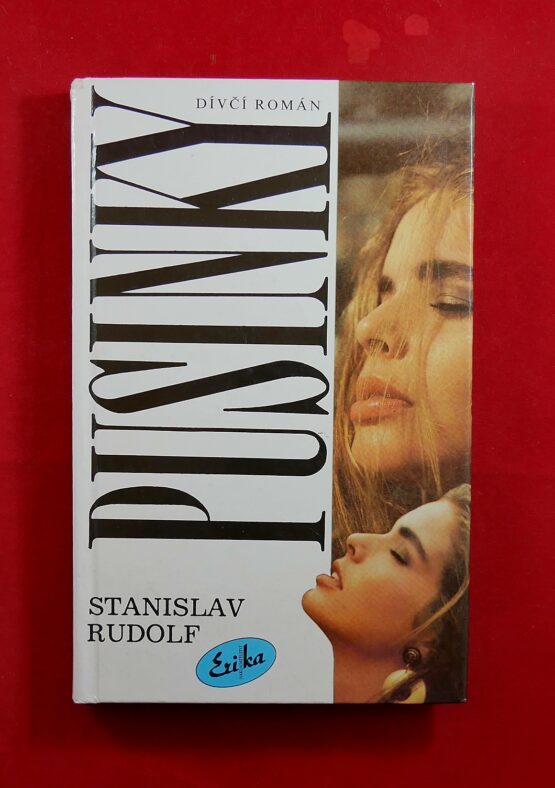 DÍVČÍ ROMÁN
PUSINKY
STANISLAV
RUDOLF
Erika